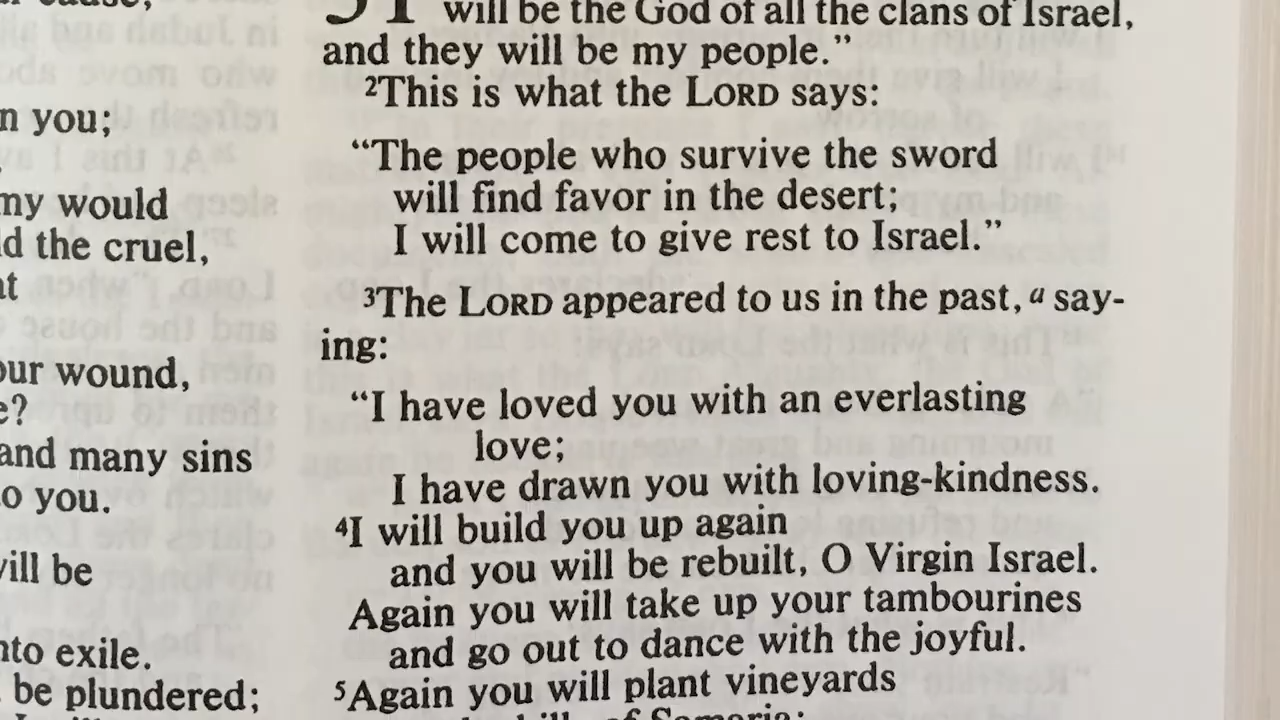 n you;
my would
d the cruel,
our wound,
e?
and many sins
o you.
will be
nto exile.
be plundered;
31 will be the God of all the clans of Israel,
and they will be my people.”
²This is what the LORD says:
“The people who survive the sword
will find favor in the desert;
I will come to give rest to Israel.”
³The LORD appeared to us in the past, a say-
ing:
“I have loved you with an everlasting
love;
I have drawn you with loving-kindness.
⁴I will build you up again
and you will be rebuilt, O Virgin Israel.
Again you will take up your tambourines
and go out to dance with the joyful.
⁵Again you will plant vineyards
of Samaria;